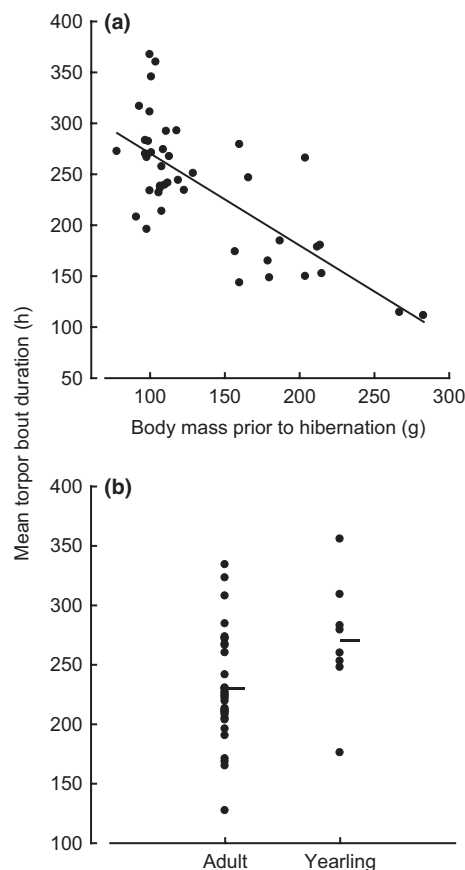 (a)
400
350
300
250
200
150
100
50
100 150 200 250 300
Body mass prior to hibernation (g)
Mean torpor bout duration (h)
(b)
400
350
300
250
200
150
100
Adult Yearling